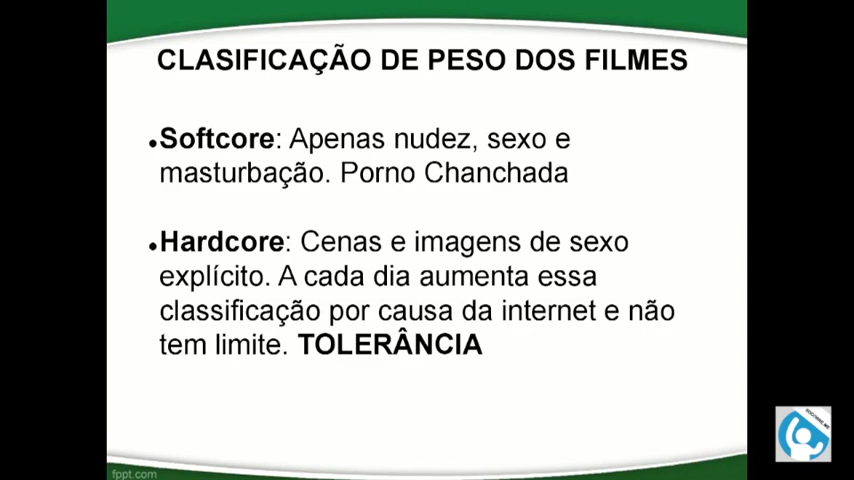 CLASIFICAÇÃO DE PESO DOS FILMES
•Softcore: Apenas nudez, sexo e
masturbação. Porno Chanchada
•Hardcore: Cenas e imagens de sexo
explícito. A cada dia aumenta essa
classificação por causa da internet e não
tem limite. TOLERÂNCIA
fppt.com